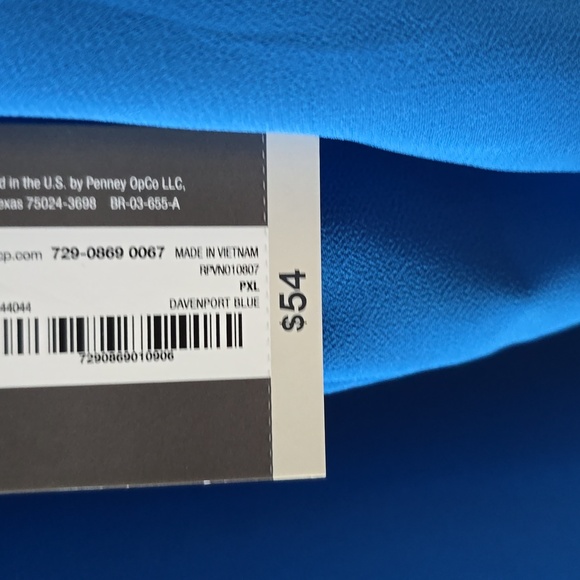 d in the U.S. by Penney OpCo LLC,
exas 75024-3698 BR-03-655-A
cp.com 729-0869 0067 MADE IN VIETNAM
RPVN010807
PXL
44044 DAVENPORT BLUE
7290869010906
$54